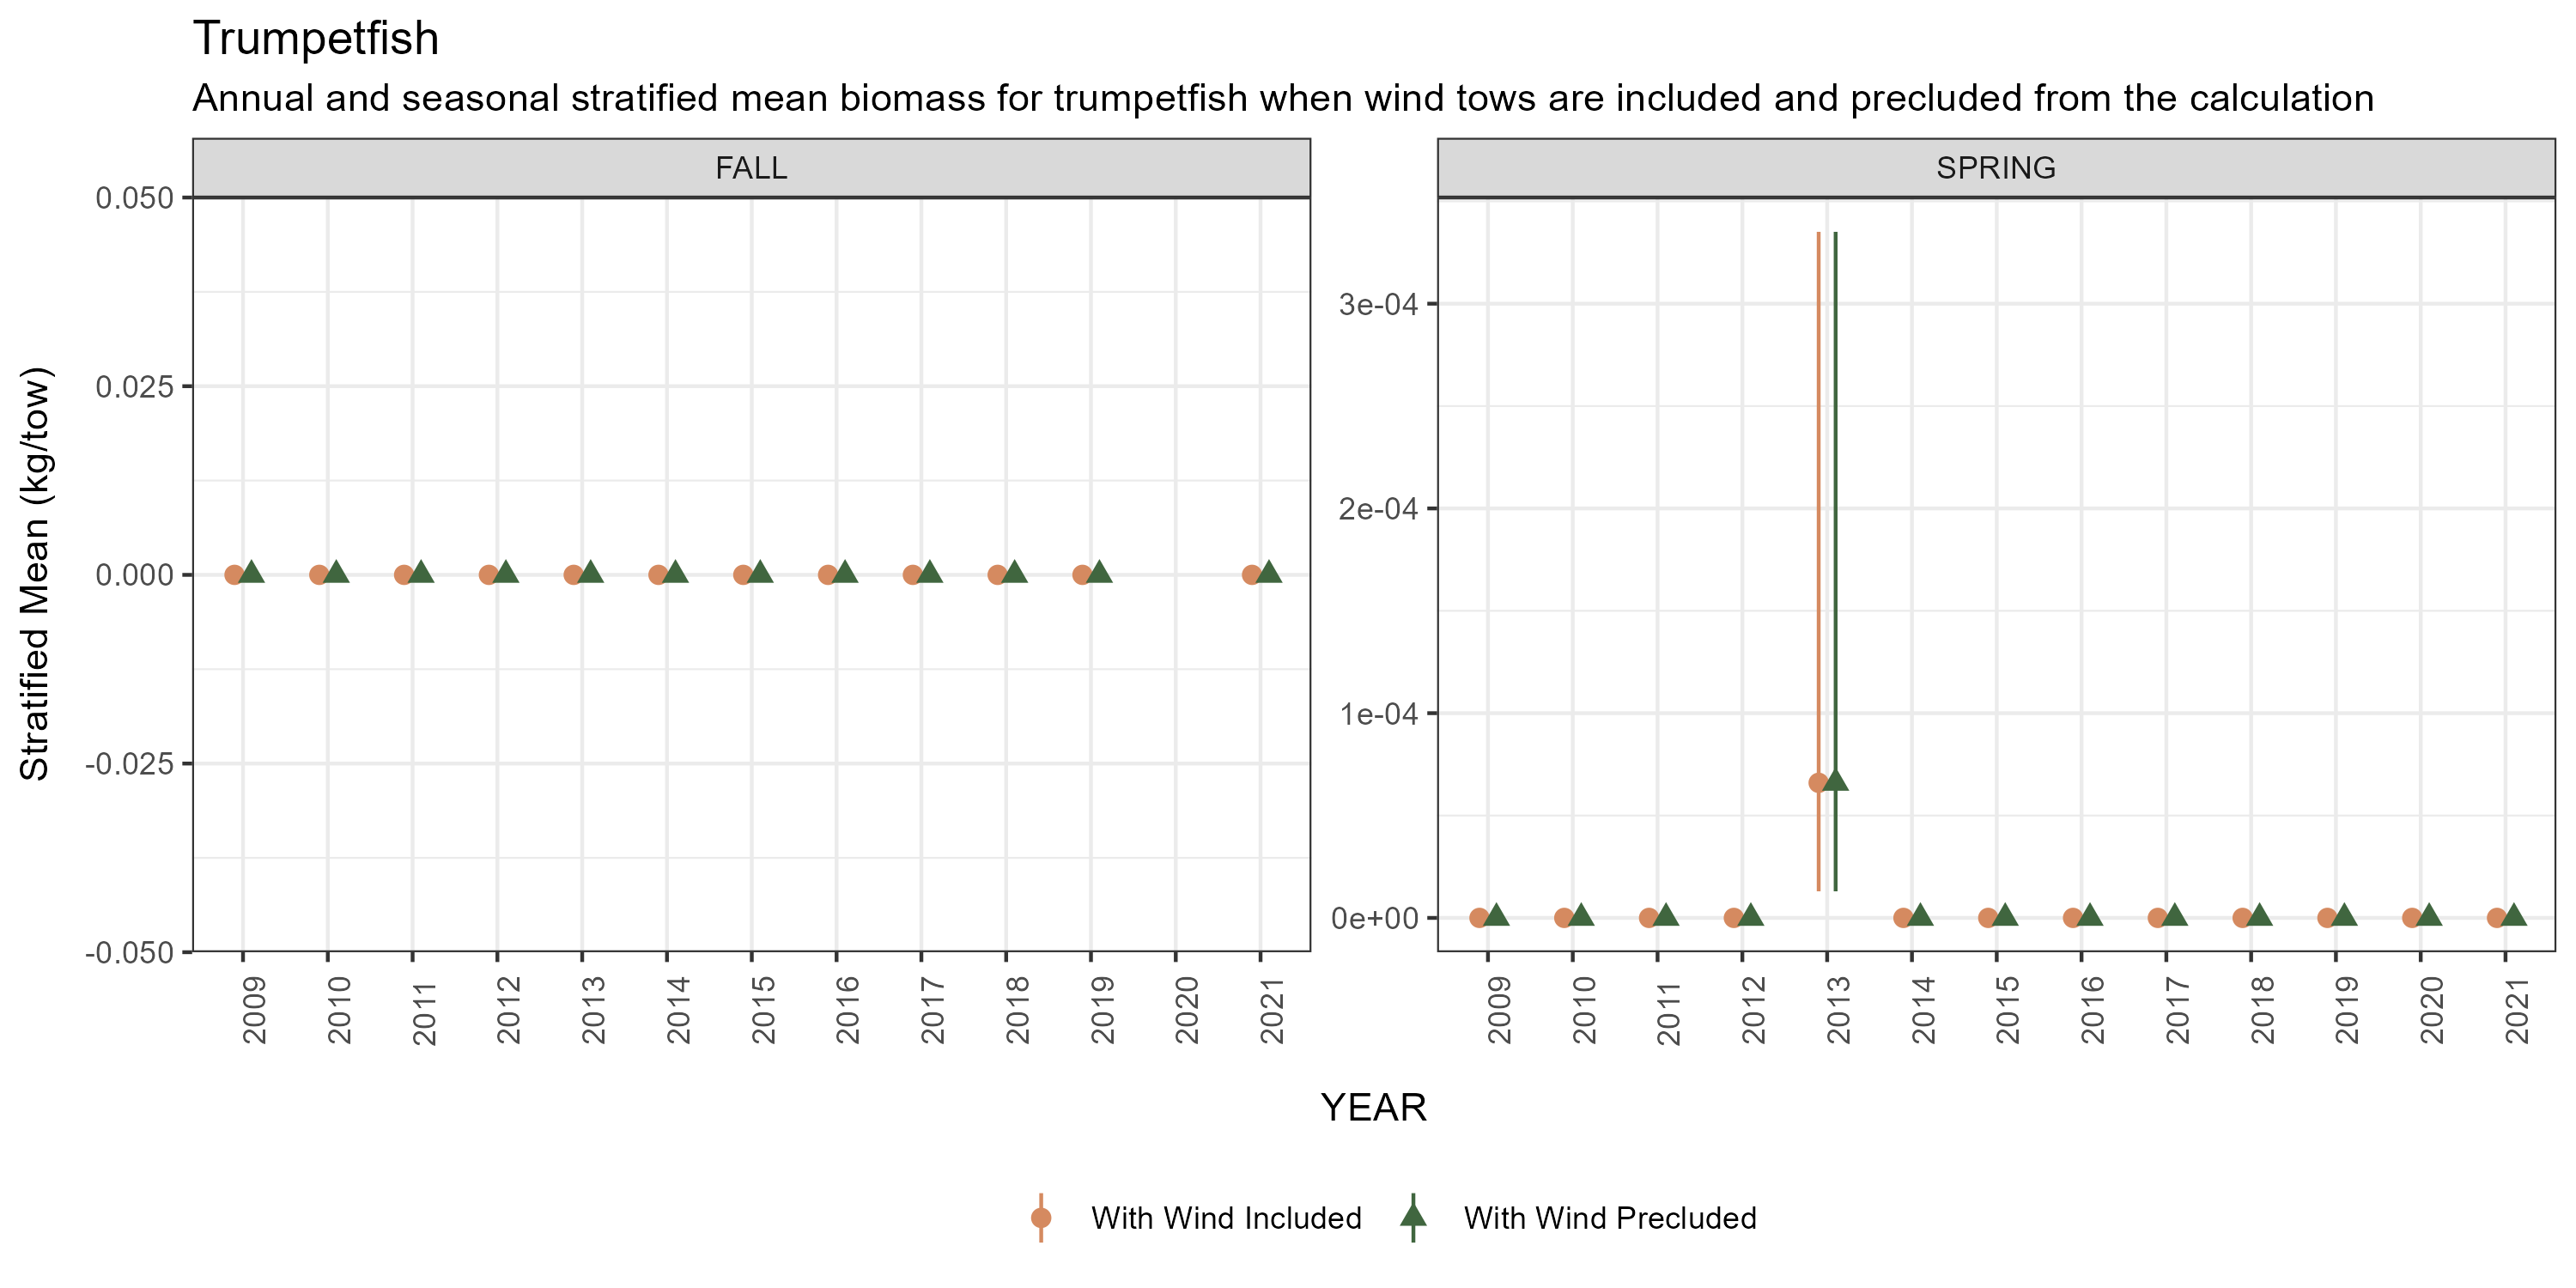 Trumpetfish
Annual and seasonal stratified mean biomass for trumpetfish when wind tows are included and precluded from the calculation
FALL
SPRING
Stratified Mean (kg/tow)
0.050
0.025
0.000
-0.025
-0.050
3e-04
2e-04
1e-04
0e+00
2009 2010 2011 2012 2013 2014 2015 2016 2017 2018 2019 2020 2021
2009 2010 2011 2012 2013 2014 2015 2016 2017 2018 2019 2020 2021
YEAR
With Wind Included With Wind Precluded